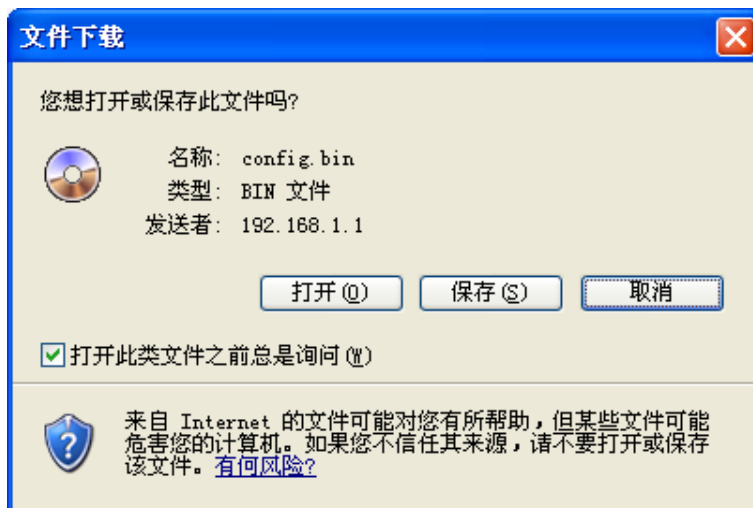 文件下载
您想打开或保存此文件吗?
名称: config.bin
类型: BIN 文件
发送者: 192.168.1.1
打开(O) 保存(S) 取消
打开此类文件之前总是询问(W)
来自 Internet 的文件可能对您有所帮助，但某些文件可能
危害您的计算机。如果您不信任其来源，请不要打开或保存
该文件。有何风险?